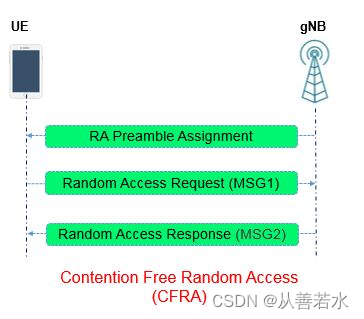 UE
gNB
RA Preamble Assignment
Random Access Request (MSG1)
Random Access Response (MSG2)
Contention Free Random Access
(CFRA)
CSDN @从善若水